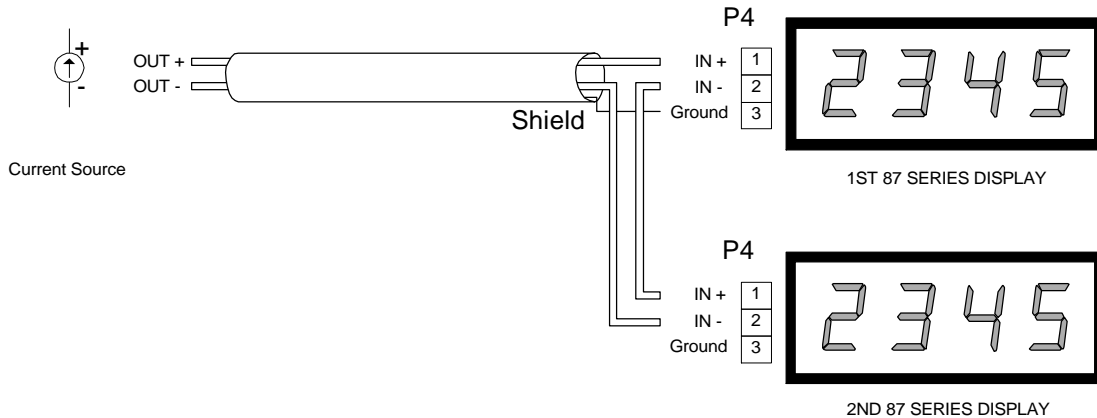 P4
+
-
OUT +
OUT -
Shield
IN + 1
IN - 2
Ground 3
2345
Current Source
1ST 87 SERIES DISPLAY
P4
IN + 1
IN - 2
Ground 3
2345
2ND 87 SERIES DISPLAY